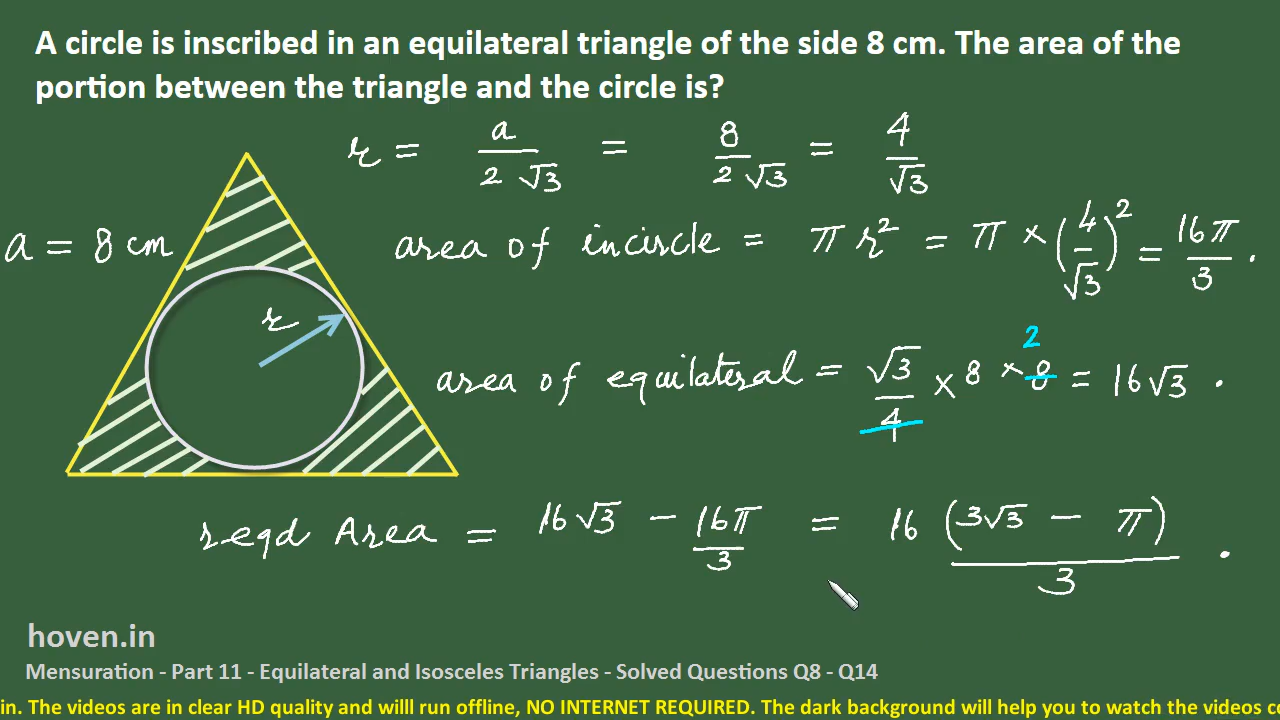 A circle is inscribed in an equilateral triangle of the side 8 cm. The area of the
portion between the triangle and the circle is?
r = a / 2√3 = 8 / 2√3 = 4 / √3
a = 8 cm
area of incircle = πr² = π × (4/√3)² = 16π/3 .
r
area of equilateral = √3/4 × 8 × 8 = 16√3 .
2
1
reqd Area = 16√3 − 16π/3 = 16 (3√3 − π)/3 .
hoven.in
Mensuration - Part 11 - Equilateral and Isosceles Triangles - Solved Questions Q8 - Q14
in. The videos are in clear HD quality and willl run offline, NO INTERNET REQUIRED. The dark background will help you to watch the videos